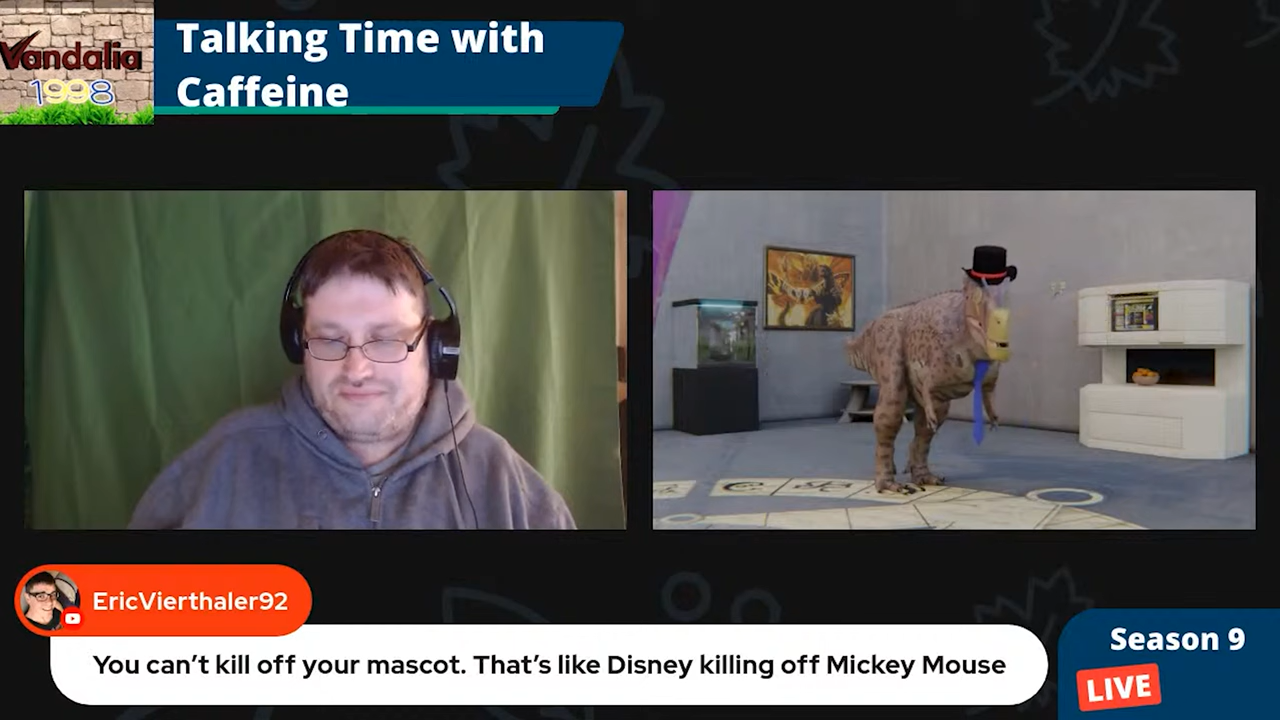 Vandalia
1998
Talking Time with
Caffeine
EricVierthaler92
You can’t kill off your mascot. That’s like Disney killing off Mickey Mouse
Season 9
LIVE